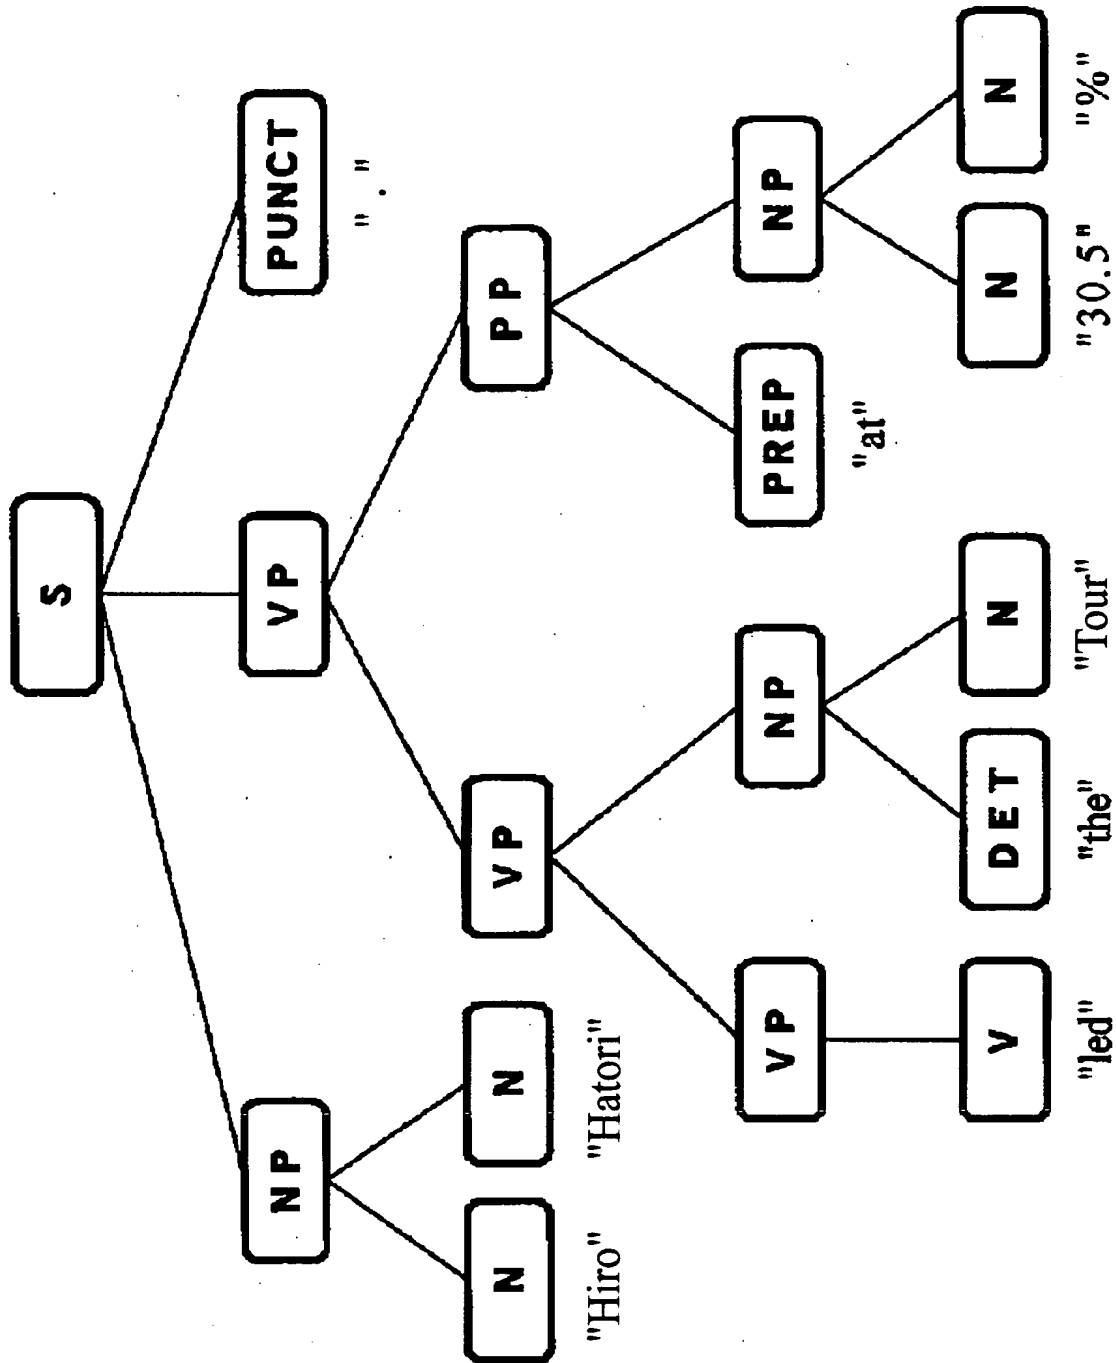 S
NP VP PUNCT
"."
N N VP PP
"Hiro" "Hatori"
VP NP PREP NP
"at"
V DET N N N
"led" "the" "Tour" "30.5" "%"